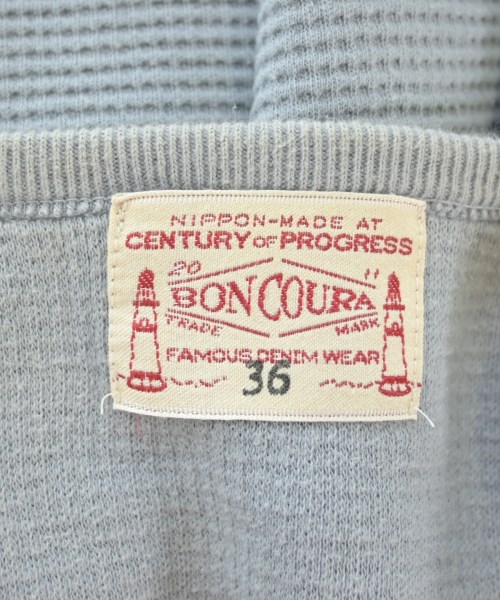 NIPPON-MADE AT
CENTURY OF PROGRESS
20 11
BONCOURA
TRADE MARK
FAMOUS DENIM WEAR
36